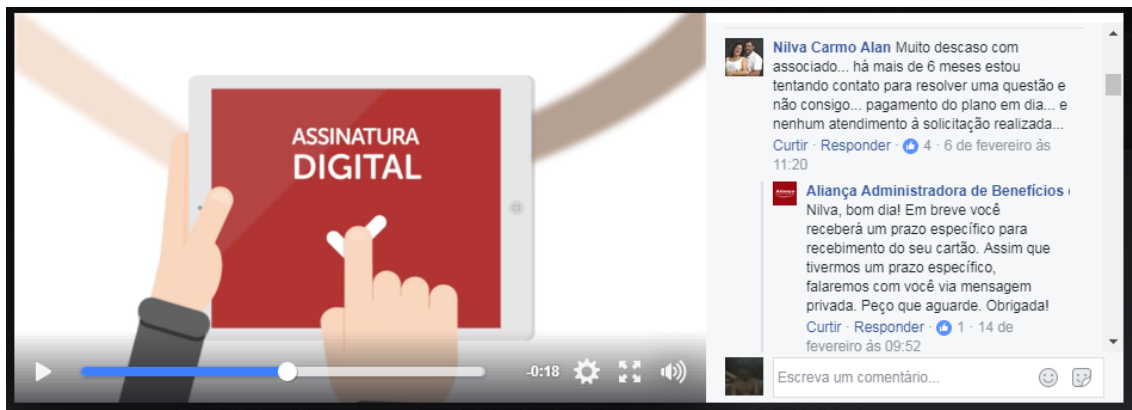 ASSINATURA
DIGITAL
-0:18
Nilva Carmo Alan Muito descaso com
associado... há mais de 6 meses estou
tentando contato para resolver uma questão e
não consigo... pagamento do plano em dia... e
nenhum atendimento à solicitação realizada...
Curtir · Responder · 4 · 6 de fevereiro às
11:20
Aliança
Aliança Administradora de Benefícios
Nilva, bom dia! Em breve você
receberá um prazo específico para
recebimento do seu cartão. Assim que
tivermos um prazo específico,
falaremos com você via mensagem
privada. Peço que aguarde. Obrigada!
Curtir · Responder · 1 · 14 de
fevereiro às 09:52
Escreva um comentário...